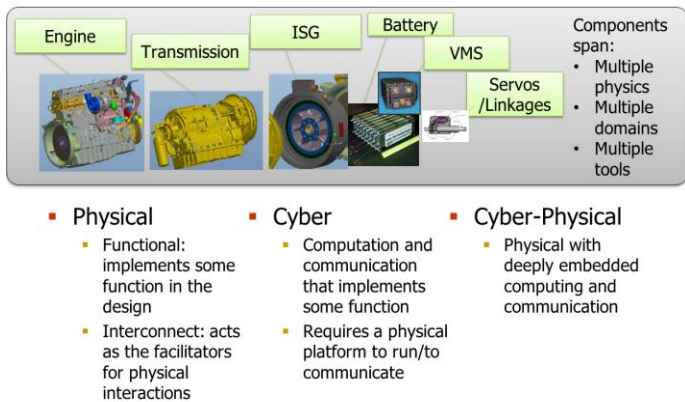 Engine
Transmission
ISG
Battery
VMS
Servos
/Linkages
Components
span:
• Multiple
physics
• Multiple
domains
• Multiple
tools
▪ Physical
▪ Functional:
implements some
function in the
design
▪ Interconnect: acts
as the facilitators
for physical
interactions
▪ Cyber
▪ Computation and
communication
that implements
some function
▪ Requires a physical
platform to run/to
communicate
▪ Cyber-Physical
▪ Physical with
deeply embedded
computing and
communication